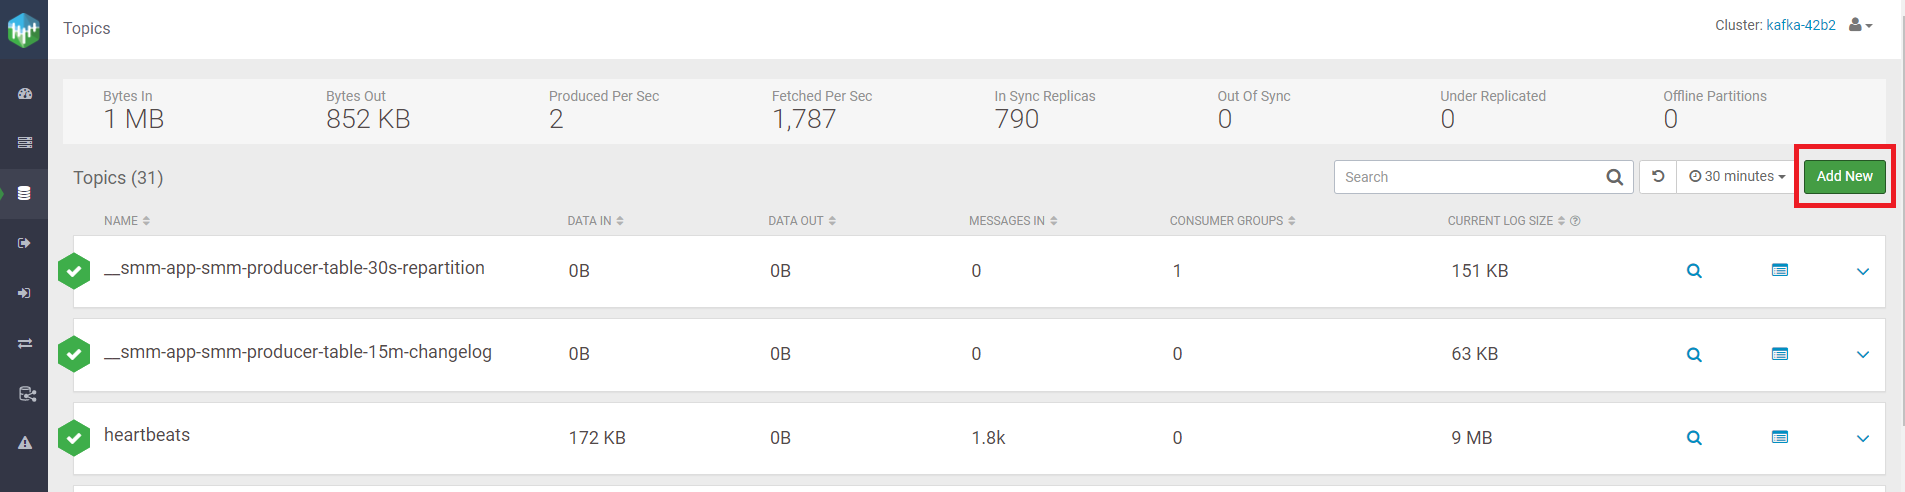 Topics
Cluster: kafka-42b2
Bytes In Bytes Out Produced Per Sec Fetched Per Sec In Sync Replicas Out Of Sync Under Replicated Offline Partitions
1 MB 852 KB 2 1,787 790 0 0 0
Topics (31) Search 30 minutes Add New
NAME DATA IN DATA OUT MESSAGES IN CONSUMER GROUPS CURRENT LOG SIZE
__smm-app-smm-producer-table-30s-repartition 0B 0B 0 1 151 KB
__smm-app-smm-producer-table-15m-changelog 0B 0B 0 0 63 KB
heartbeats 172 KB 0B 1.8k 0 9 MB